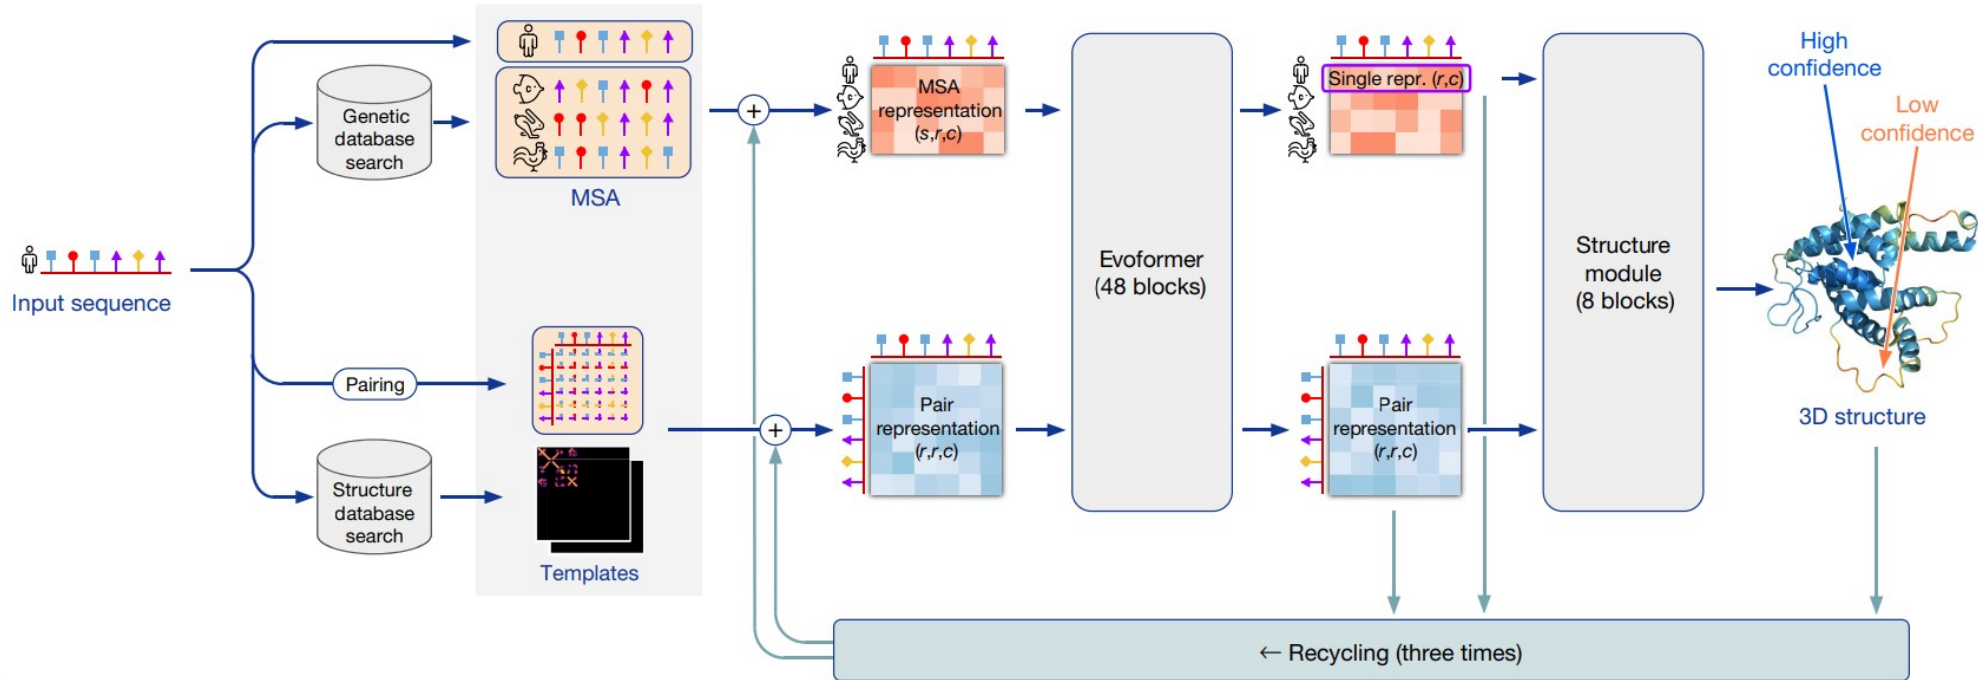 Input sequence
Genetic
database
search
MSA
Pairing
Structure
database
search
Templates
+
+
MSA
representation
(s,r,c)
Pair
representation
(r,r,c)
Evoformer
(48 blocks)
Single repr. (r,c)
Pair
representation
(r,r,c)
Structure
module
(8 blocks)
High
confidence
Low
confidence
3D structure
← Recycling (three times)